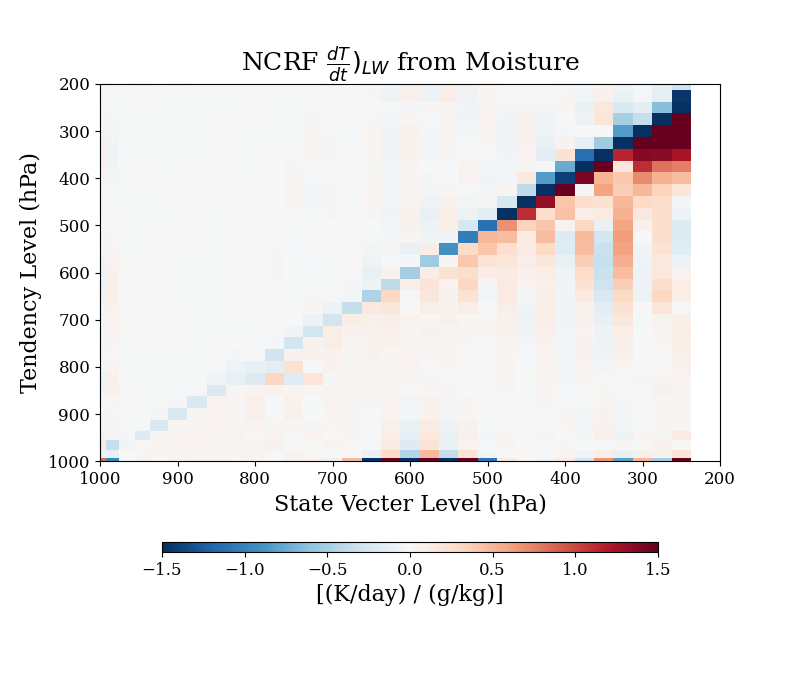 NCRF dT/dt)LW from Moisture
200
300
400
500
600
700
800
900
1000
Tendency Level (hPa)
1000 900 800 700 600 500 400 300 200
State Vecter Level (hPa)
−1.5 −1.0 −0.5 0.0 0.5 1.0 1.5
[(K/day) / (g/kg)]